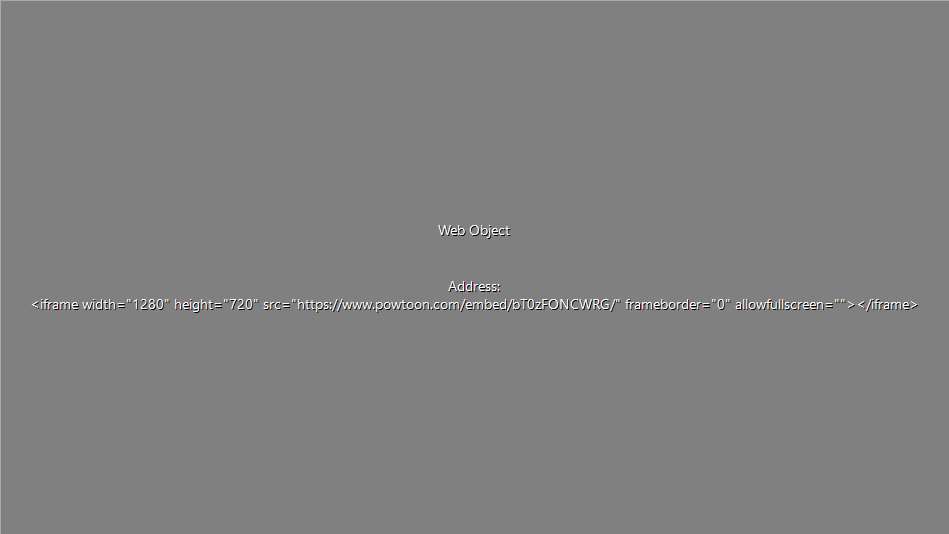 Web Object
Address:
<iframe width="1280" height="720" src="https://www.powtoon.com/embed/bT0zFONCWRG/" frameborder="0" allowfullscreen=""></iframe>